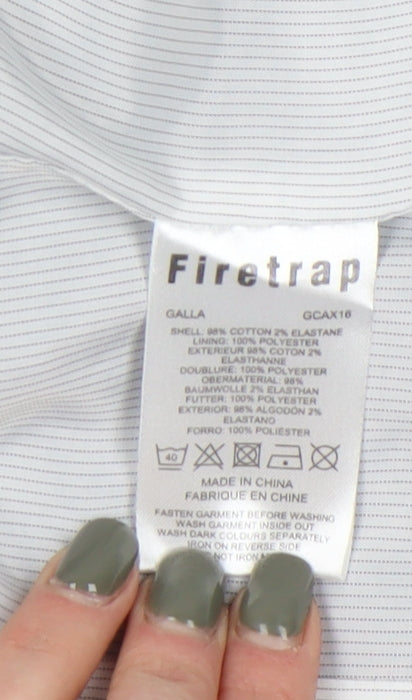 Firetrap
GALLA GCAX16
SHELL: 98% COTTON 2% ELASTANE
LINING: 100% POLYESTER
EXTERIEUR 98% COTON 2%
ELASTHANNE
DOUBLURE: 100% POLYESTER
OBERMATERIAL: 98%
BAUMWOLLE 2% ELASTHAN
FUTTER: 100% POLYESTER
EXTERIOR: 98% ALGODÓN 2%
ELASTANO
FORRO: 100% POLIESTER
40
MADE IN CHINA
FABRIQUE EN CHINE
FASTEN GARMENT BEFORE WASHING
WASH GARMENT INSIDE OUT
WASH DARK COLOURS SEPARATELY
IRON ON REVERSE SIDE
NOT IRON